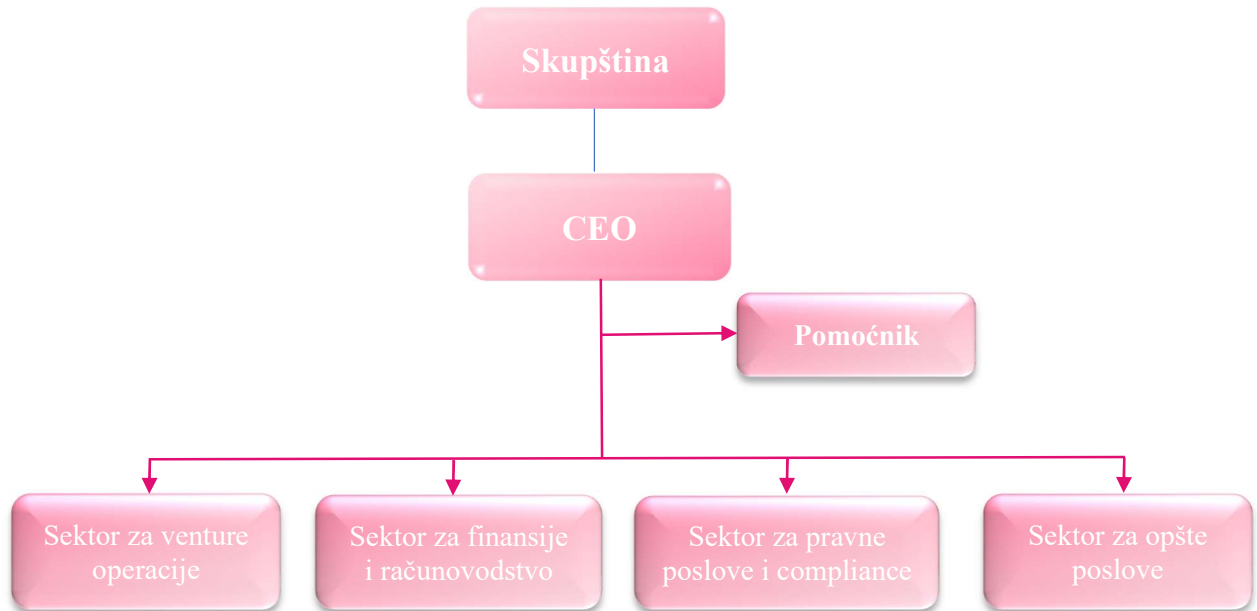 Skupština
CEO
Pomoćnik
Sektor za venture
operacije
Sektor za finansije
i računovodstvo
Sektor za pravne
poslove i compliance
Sektor za opšte
poslove